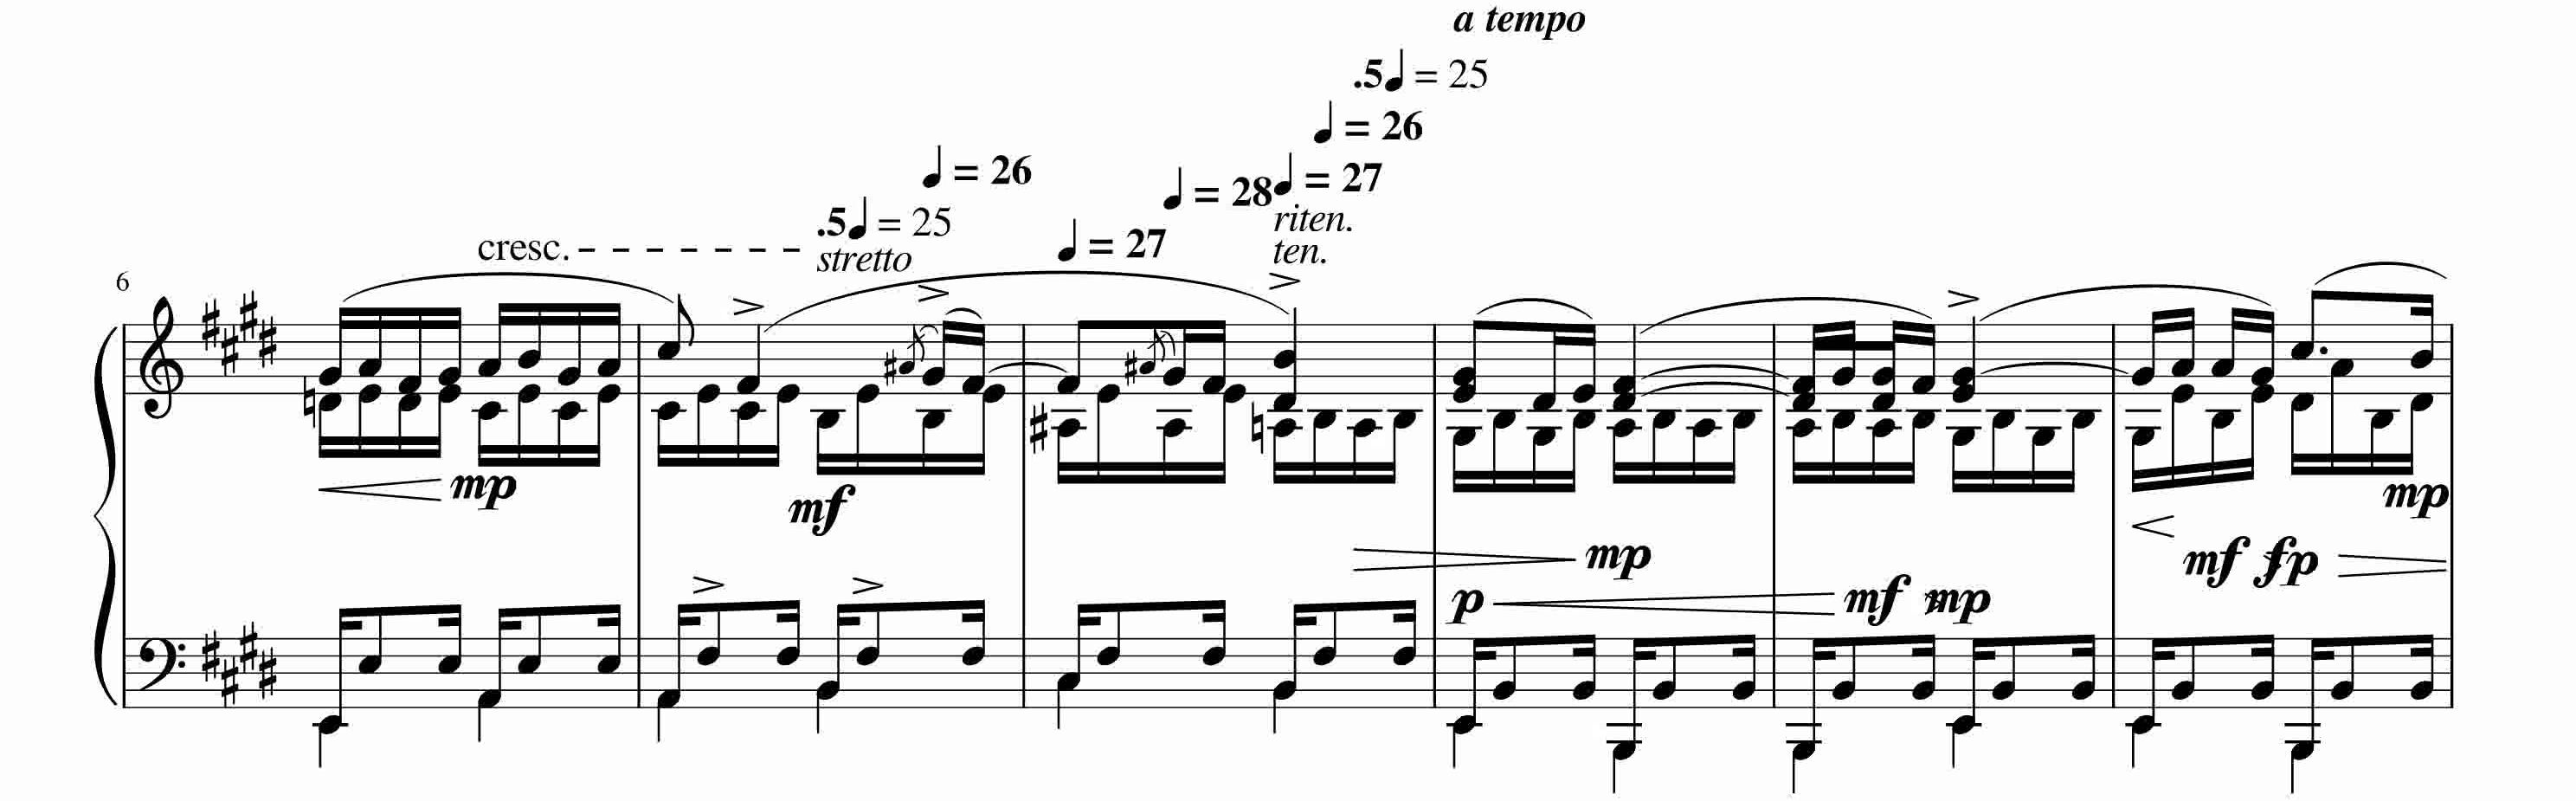 a tempo
.5♩ = 25
♩ = 26
♩ = 26
♩ = 28
♩ = 27
.5♩ = 25
riten.
cresc.
stretto
♩ = 27
ten.
6
mp
mf
mp
mp
p
mf
mp
mf
fp